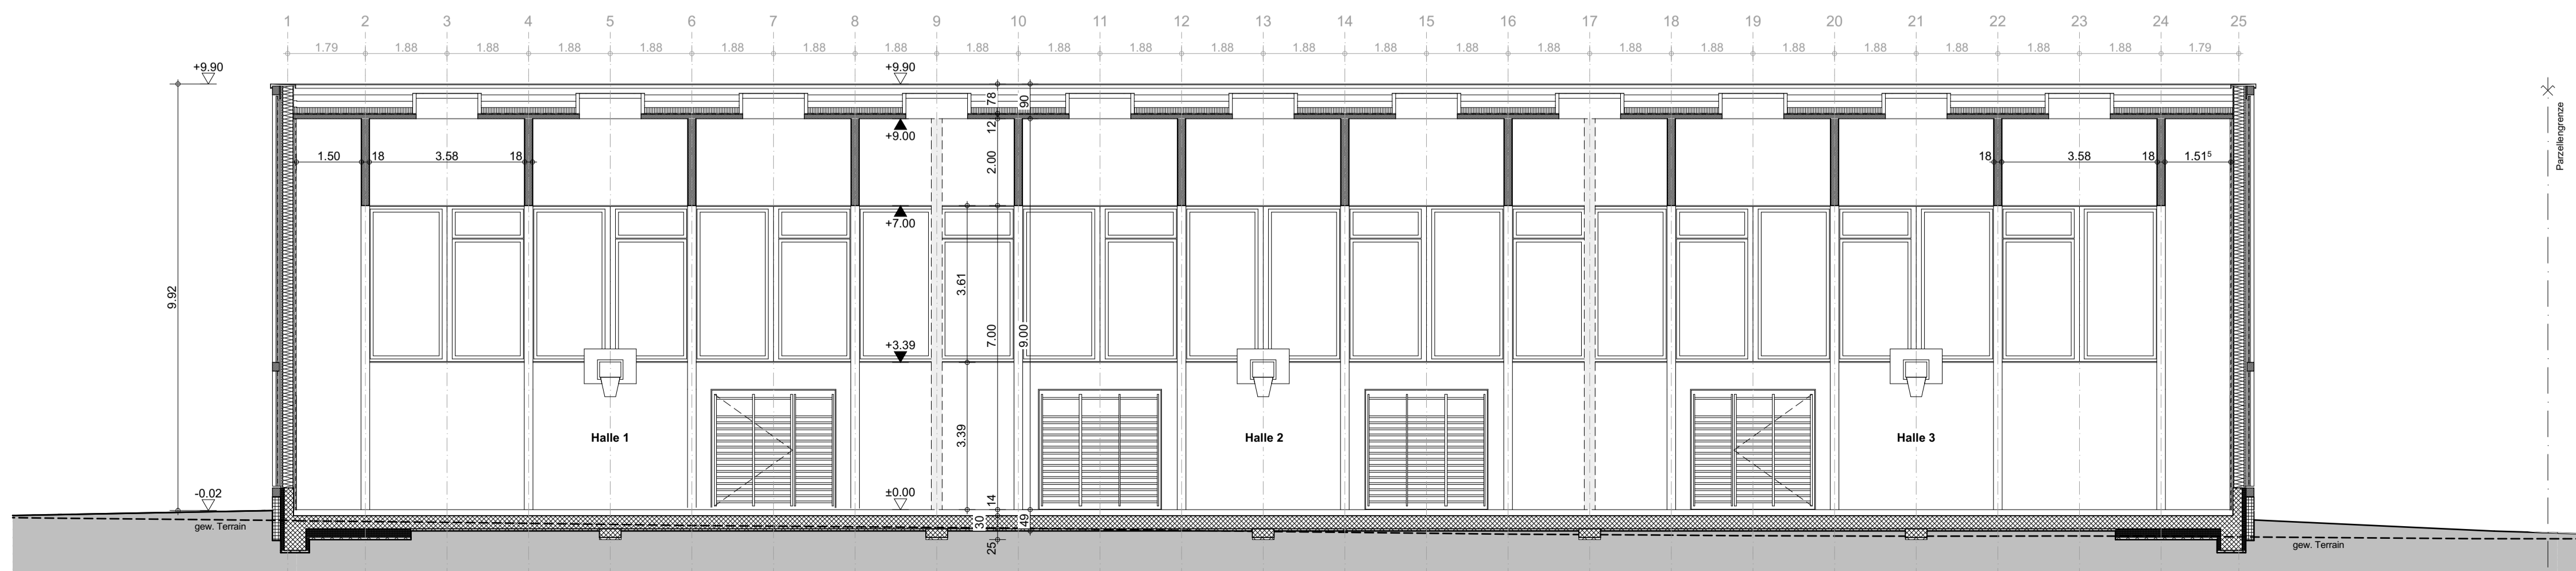 1 2 3 4 5 6 7 8 9 10 11 12 13 14 15 16 17 18 19 20 21 22 23 24 25
1.79 1.88 1.88 1.88 1.88 1.88 1.88 1.88 1.88 1.88 1.88 1.88 1.88 1.88 1.88 1.88 1.88 1.88 1.88 1.88 1.88 1.88 1.88 1.79
+9.90 +9.90
78 90
Parzellengrenze
12
+9.00
1.50 18 3.58 18 2.00 18 3.58 18 1.51⁵
+7.00
9.92
3.61
7.00 9.00
+3.39
3.39
Halle 1 Halle 2 Halle 3
-0.02 ±0.00
14
30 49
25
gew. Terrain
gew. Terrain